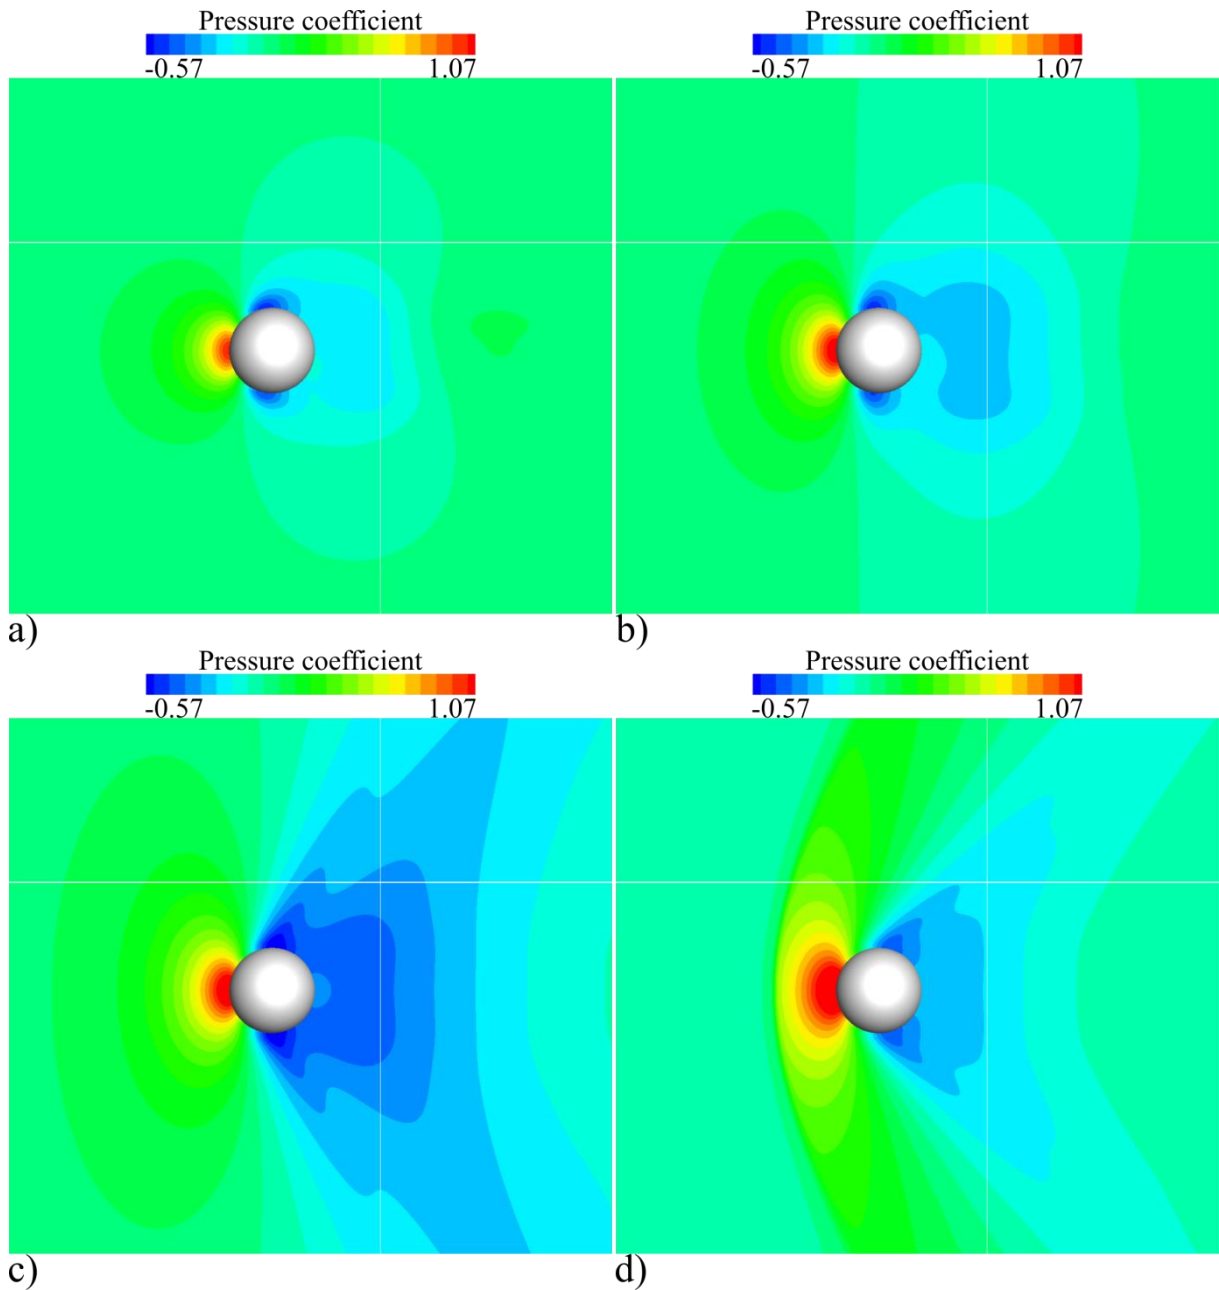 Pressure coefficient
-0.57 1.07
Pressure coefficient
-0.57 1.07
a)
b)
Pressure coefficient
-0.57 1.07
Pressure coefficient
-0.57 1.07
c)
d)